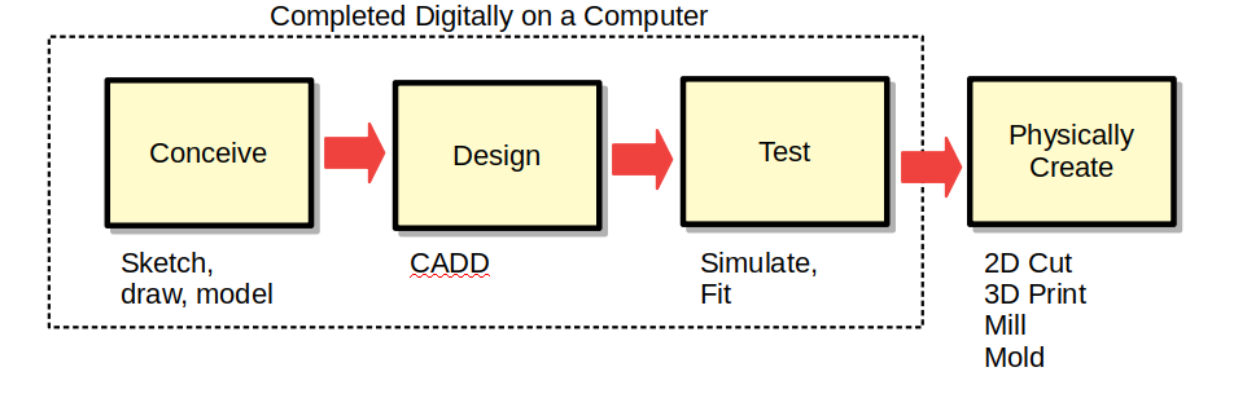 Completed Digitally on a Computer
Conceive
Design
Test
Physically
Create
Sketch,
draw, model
CADD
Simulate,
Fit
2D Cut
3D Print
Mill
Mold